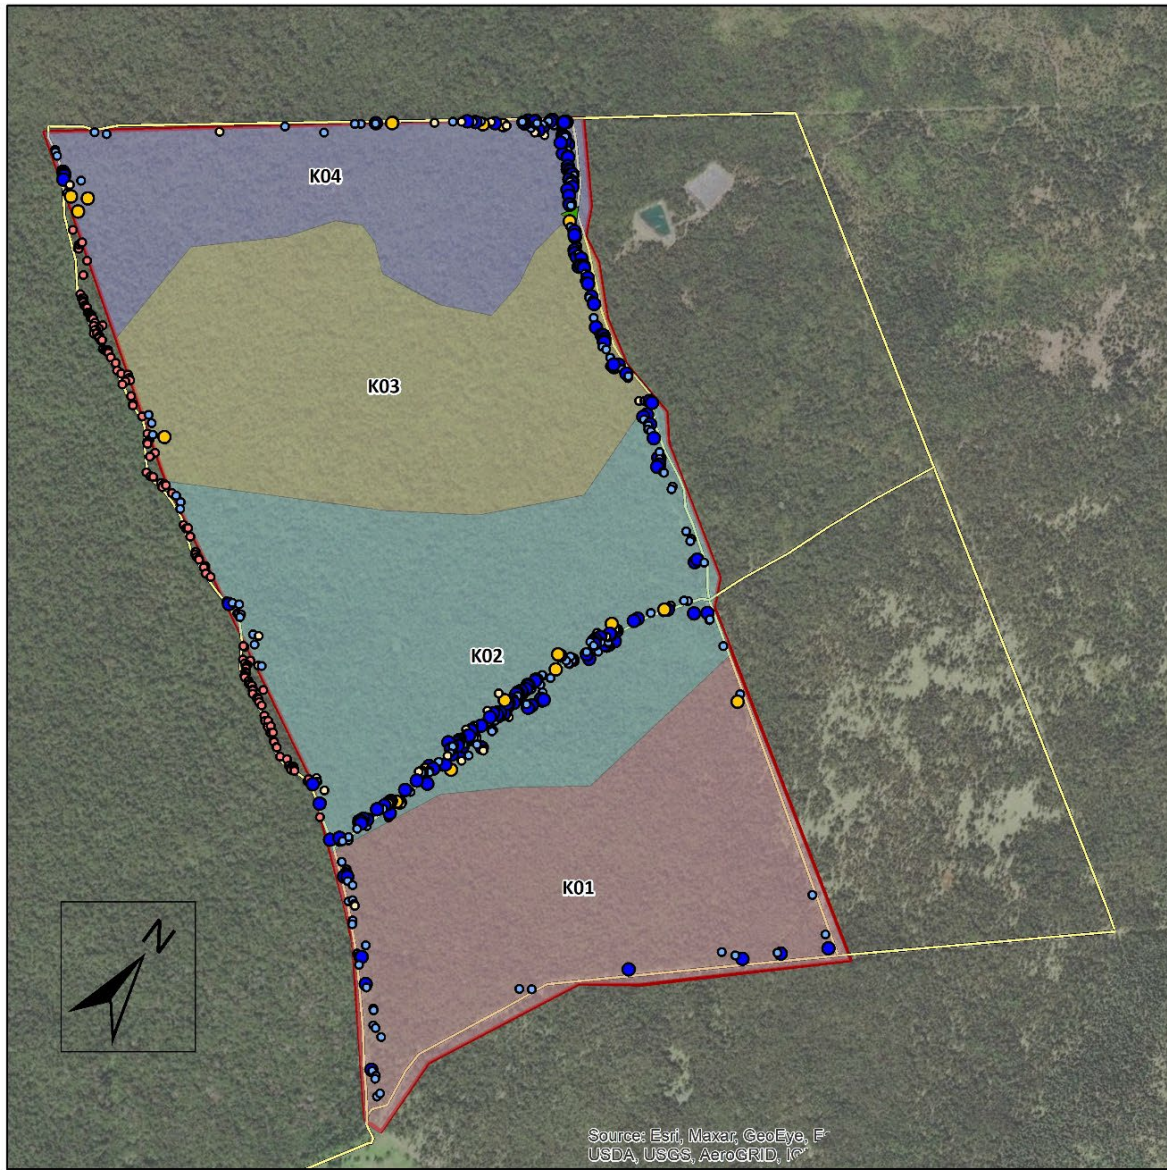 K04
K03
K02
K01
N
Source: Esri, Maxar, GeoEye,
USDA, USGS, AeroGRID,